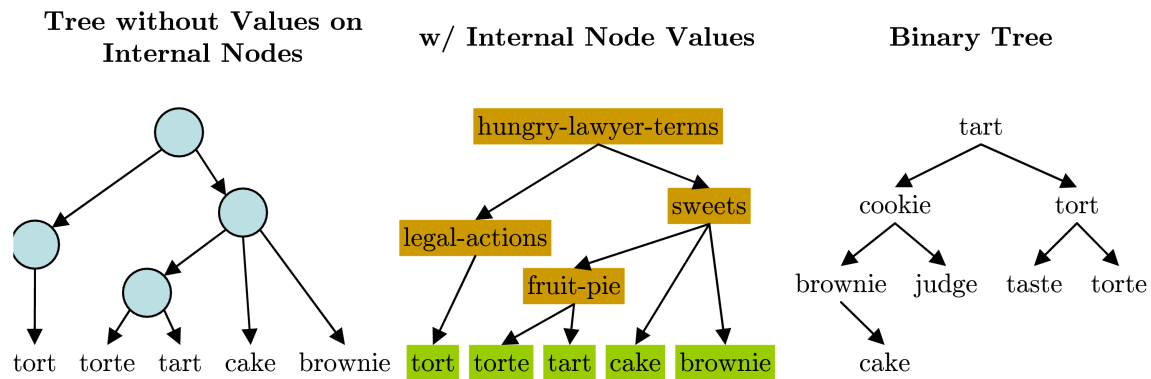 Tree without Values on
Internal Nodes
tort torte tart cake brownie
w/ Internal Node Values
hungry-lawyer-terms
sweets
legal-actions
fruit-pie
tort torte tart cake brownie
Binary Tree
tart
cookie tort
brownie judge taste torte
cake